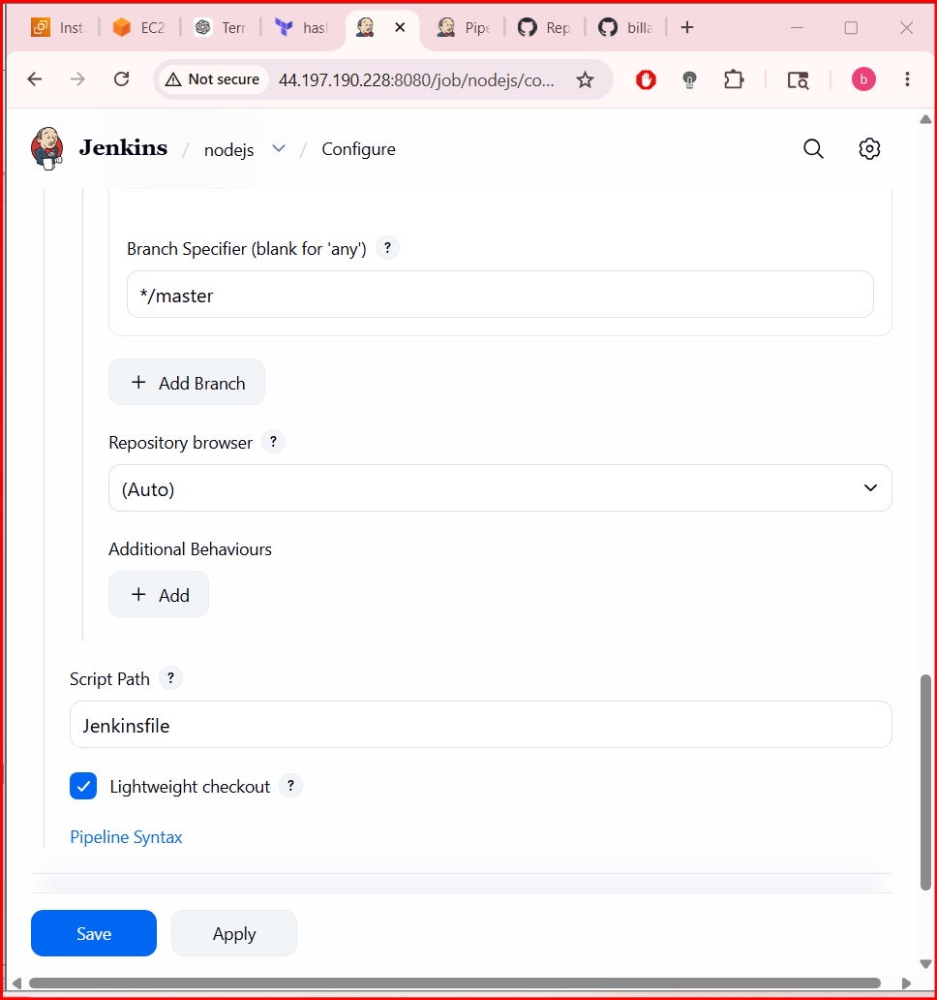 Inst
EC2
Terr
hasl
Pipe
Rep
billa
Not secure
44.197.190.228:8080/job/nodejs/co...
b
Jenkins / nodejs / Configure
Branch Specifier (blank for 'any') ?
*/master
+ Add Branch
Repository browser ?
(Auto)
Additional Behaviours
+ Add
Script Path ?
Jenkinsfile
Lightweight checkout ?
Pipeline Syntax
Save
Apply